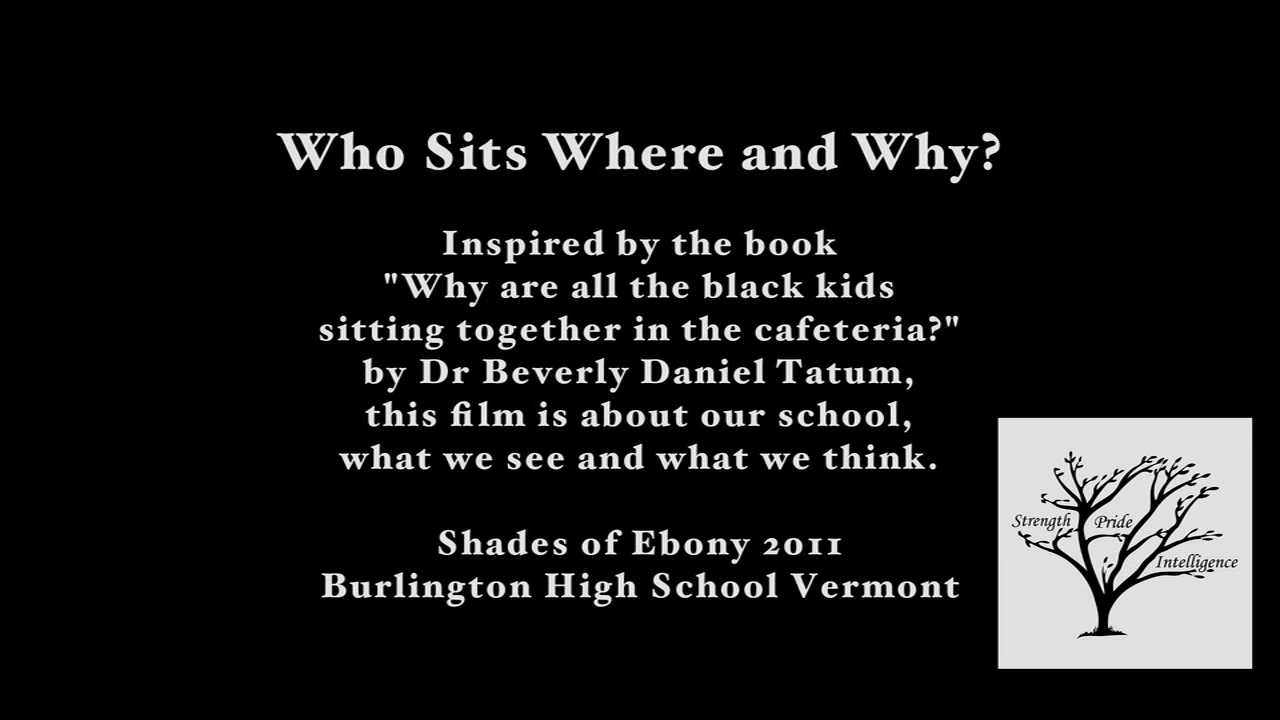 Who Sits Where and Why?
Inspired by the book
"Why are all the black kids
sitting together in the cafeteria?"
by Dr Beverly Daniel Tatum,
this film is about our school,
what we see and what we think.
Shades of Ebony 2011
Burlington High School Vermont
Strength Pride
Intelligence